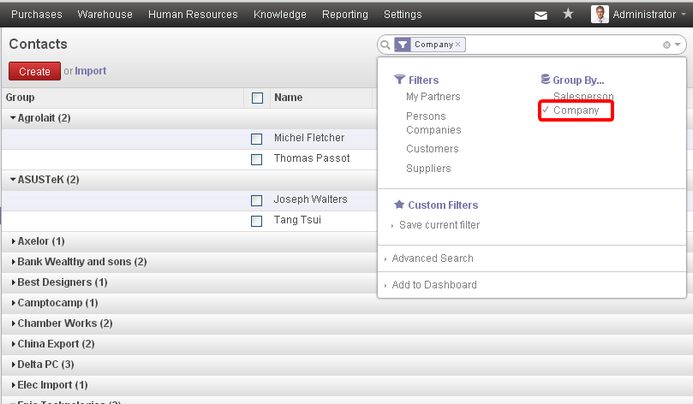 Purchases Warehouse Human Resources Knowledge Reporting Settings Administrator
Contacts
Company ×
Create or Import
Group Name
Agrolait (2)
Michel Fletcher
Thomas Passot
ASUSTeK (2)
Joseph Walters
Tang Tsui
Axelor (1)
Bank Wealthy and sons (2)
Best Designers (1)
Camptocamp (1)
Chamber Works (2)
China Export (2)
Delta PC (3)
Elec Import (1)
Epic Technologies (2)
Filters
My Partners
Persons
Companies
Customers
Suppliers
Group By...
Salesperson
Company
Custom Filters
Save current filter
Advanced Search
Add to Dashboard